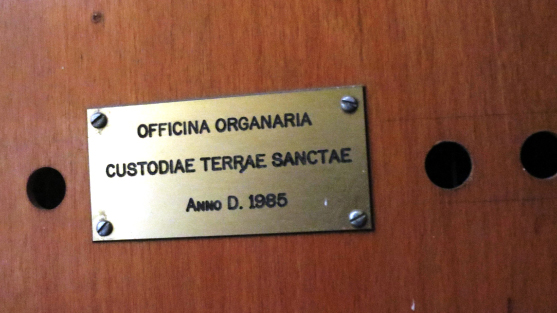 OFFICINA ORGANARIA
CUSTODIAE TERRAE SANCTAE
ANNO D. 1985